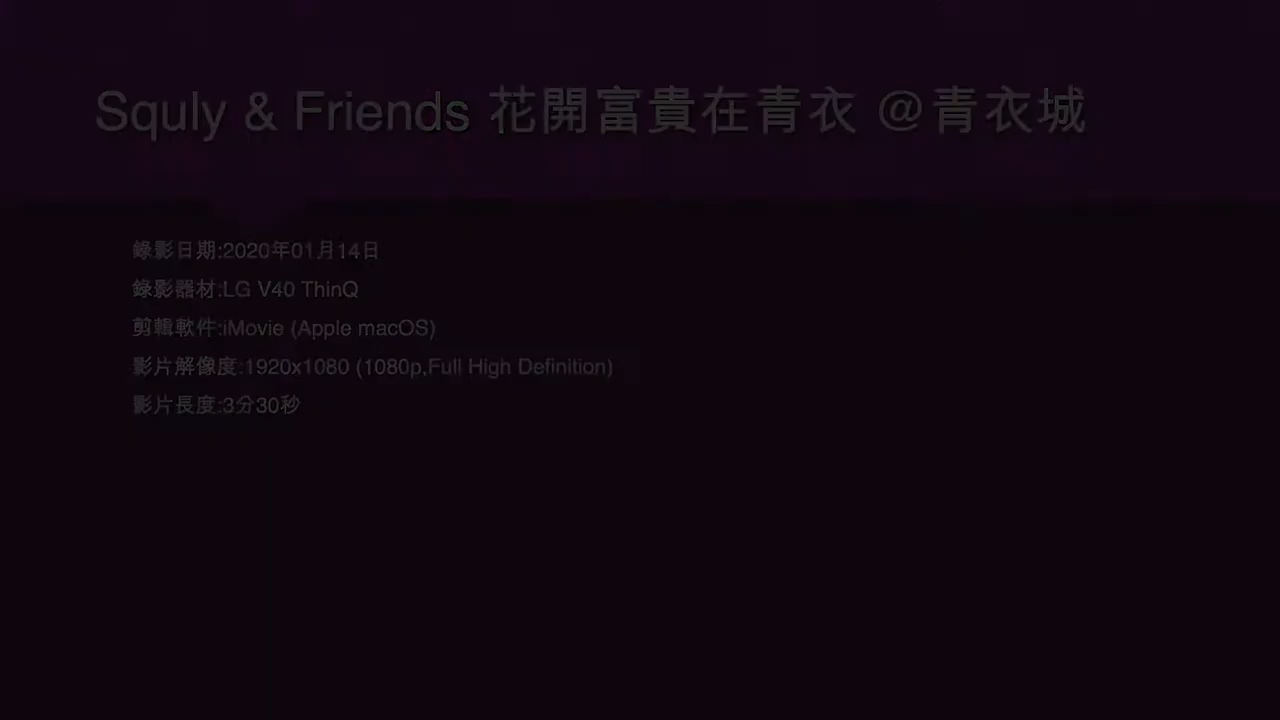 Squly & Friends 花開富貴在青衣 @青衣城
錄影日期:2020年01月14日
錄影器材:LG V40 ThinQ
剪輯軟件:iMovie (Apple macOS)
影片解像度:1920x1080 (1080p,Full High Definition)
影片長度:3分30秒